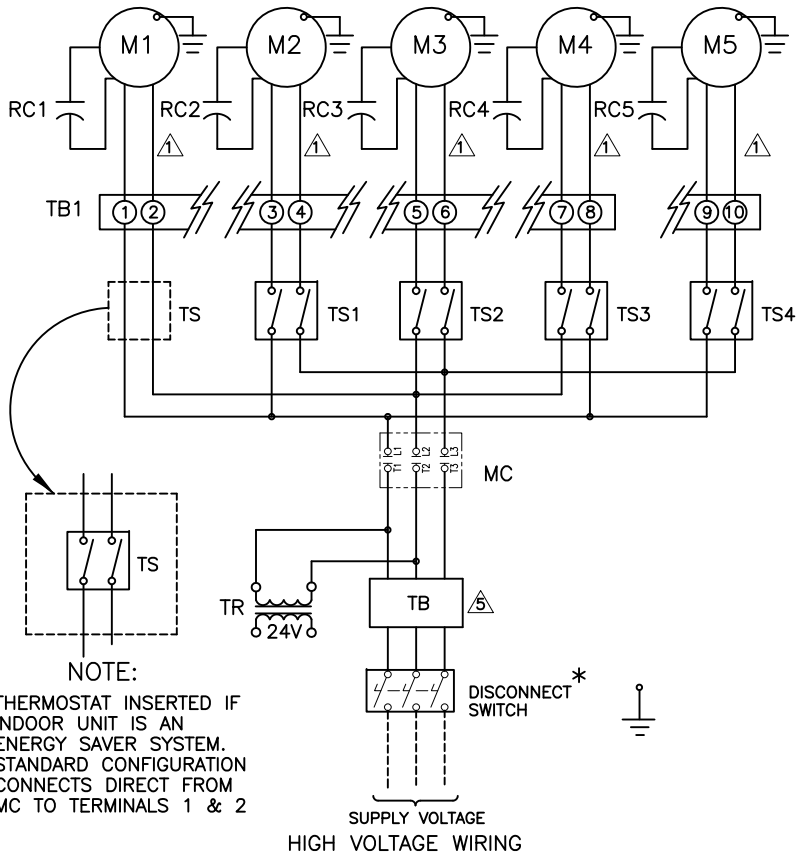 M1 M2 M3 M4 M5
RC1 RC2 RC3 RC4 RC5
1 1 1 1 1
TB1 1 2 3 4 5 6 7 8 9 10
TS TS1 TS2 TS3 TS4
L1 L2 L3
T1 T2 T3
MC
TS
TR
24V
TB 5
NOTE:
THERMOSTAT INSERTED IF
INDOOR UNIT IS AN
ENERGY SAVER SYSTEM.
STANDARD CONFIGURATION
CONNECTS DIRECT FROM
MC TO TERMINALS 1 & 2
DISCONNECT *
SWITCH
SUPPLY VOLTAGE
HIGH VOLTAGE WIRING